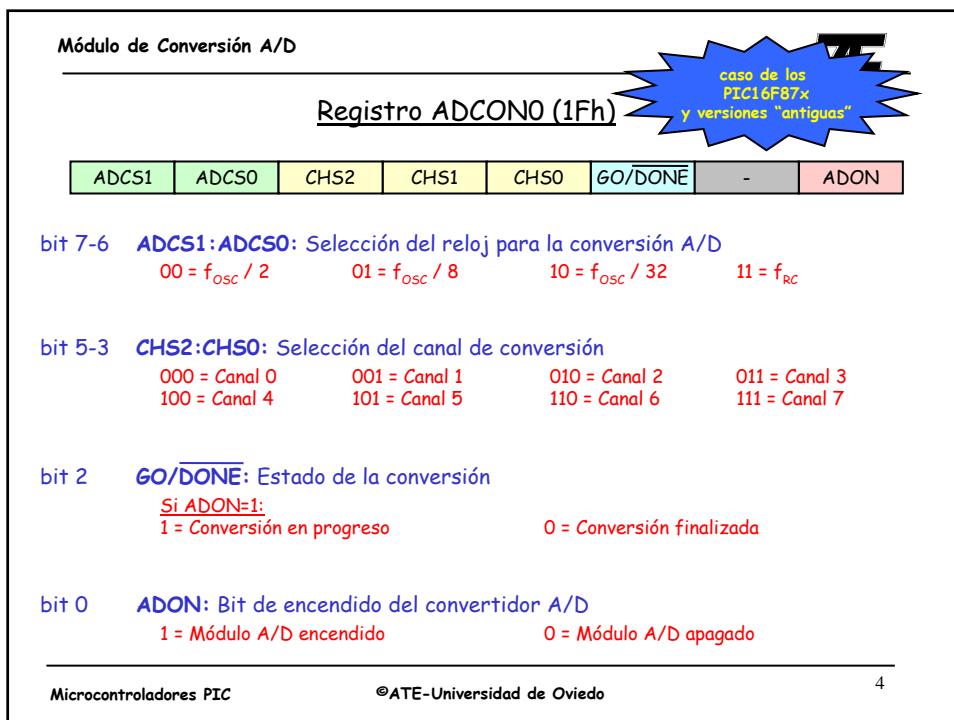 Módulo de Conversión A/D
caso de los
PIC16F87x
y versiones “antiguas”
Registro ADCON0 (1Fh)
ADCS1 ADCS0 CHS2 CHS1 CHS0 GO/DONE - ADON
bit 7-6 ADCS1:ADCS0: Selección del reloj para la conversión A/D
00 = fOSC / 2 01 = fOSC / 8 10 = fOSC / 32 11 = fRC
bit 5-3 CHS2:CHS0: Selección del canal de conversión
000 = Canal 0 001 = Canal 1 010 = Canal 2 011 = Canal 3
100 = Canal 4 101 = Canal 5 110 = Canal 6 111 = Canal 7
bit 2 GO/DONE: Estado de la conversión
Si ADON=1:
1 = Conversión en progreso 0 = Conversión finalizada
bit 0 ADON: Bit de encendido del convertidor A/D
1 = Módulo A/D encendido 0 = Módulo A/D apagado
Microcontroladores PIC ©ATE-Universidad de Oviedo 4